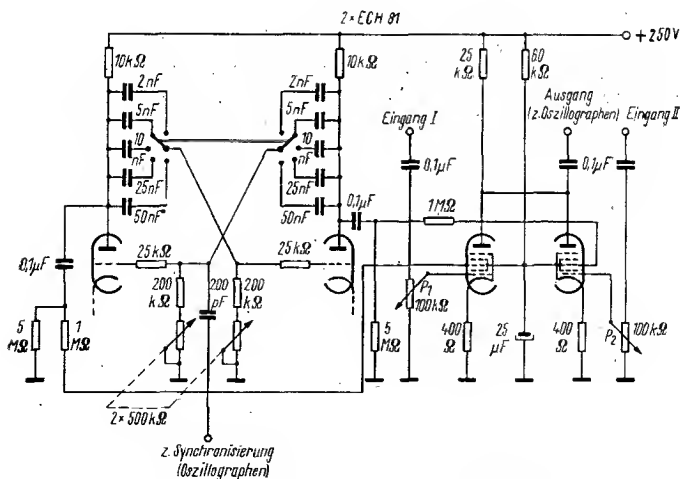 2 × ECH 81
+250V
10kΩ
10kΩ
25 kΩ
60 kΩ
2nF
2nF
5nF
5nF
10 nF
10 nF
25nF
25nF
50nF
50nF
Eingang I
Ausgang
(z. Oszillographen)
Eingang II
0,1µF
0,1µF
0,1µF
0,1µF
1MΩ
0,1µF
25kΩ
25kΩ
200 kΩ
200 pF
200 kΩ
P1
100kΩ
P2
100kΩ
5 MΩ
1 MΩ
5 MΩ
400 Ω
25 µF
400 Ω
2×500kΩ
z. Synchronisierung
(Oszillographen)